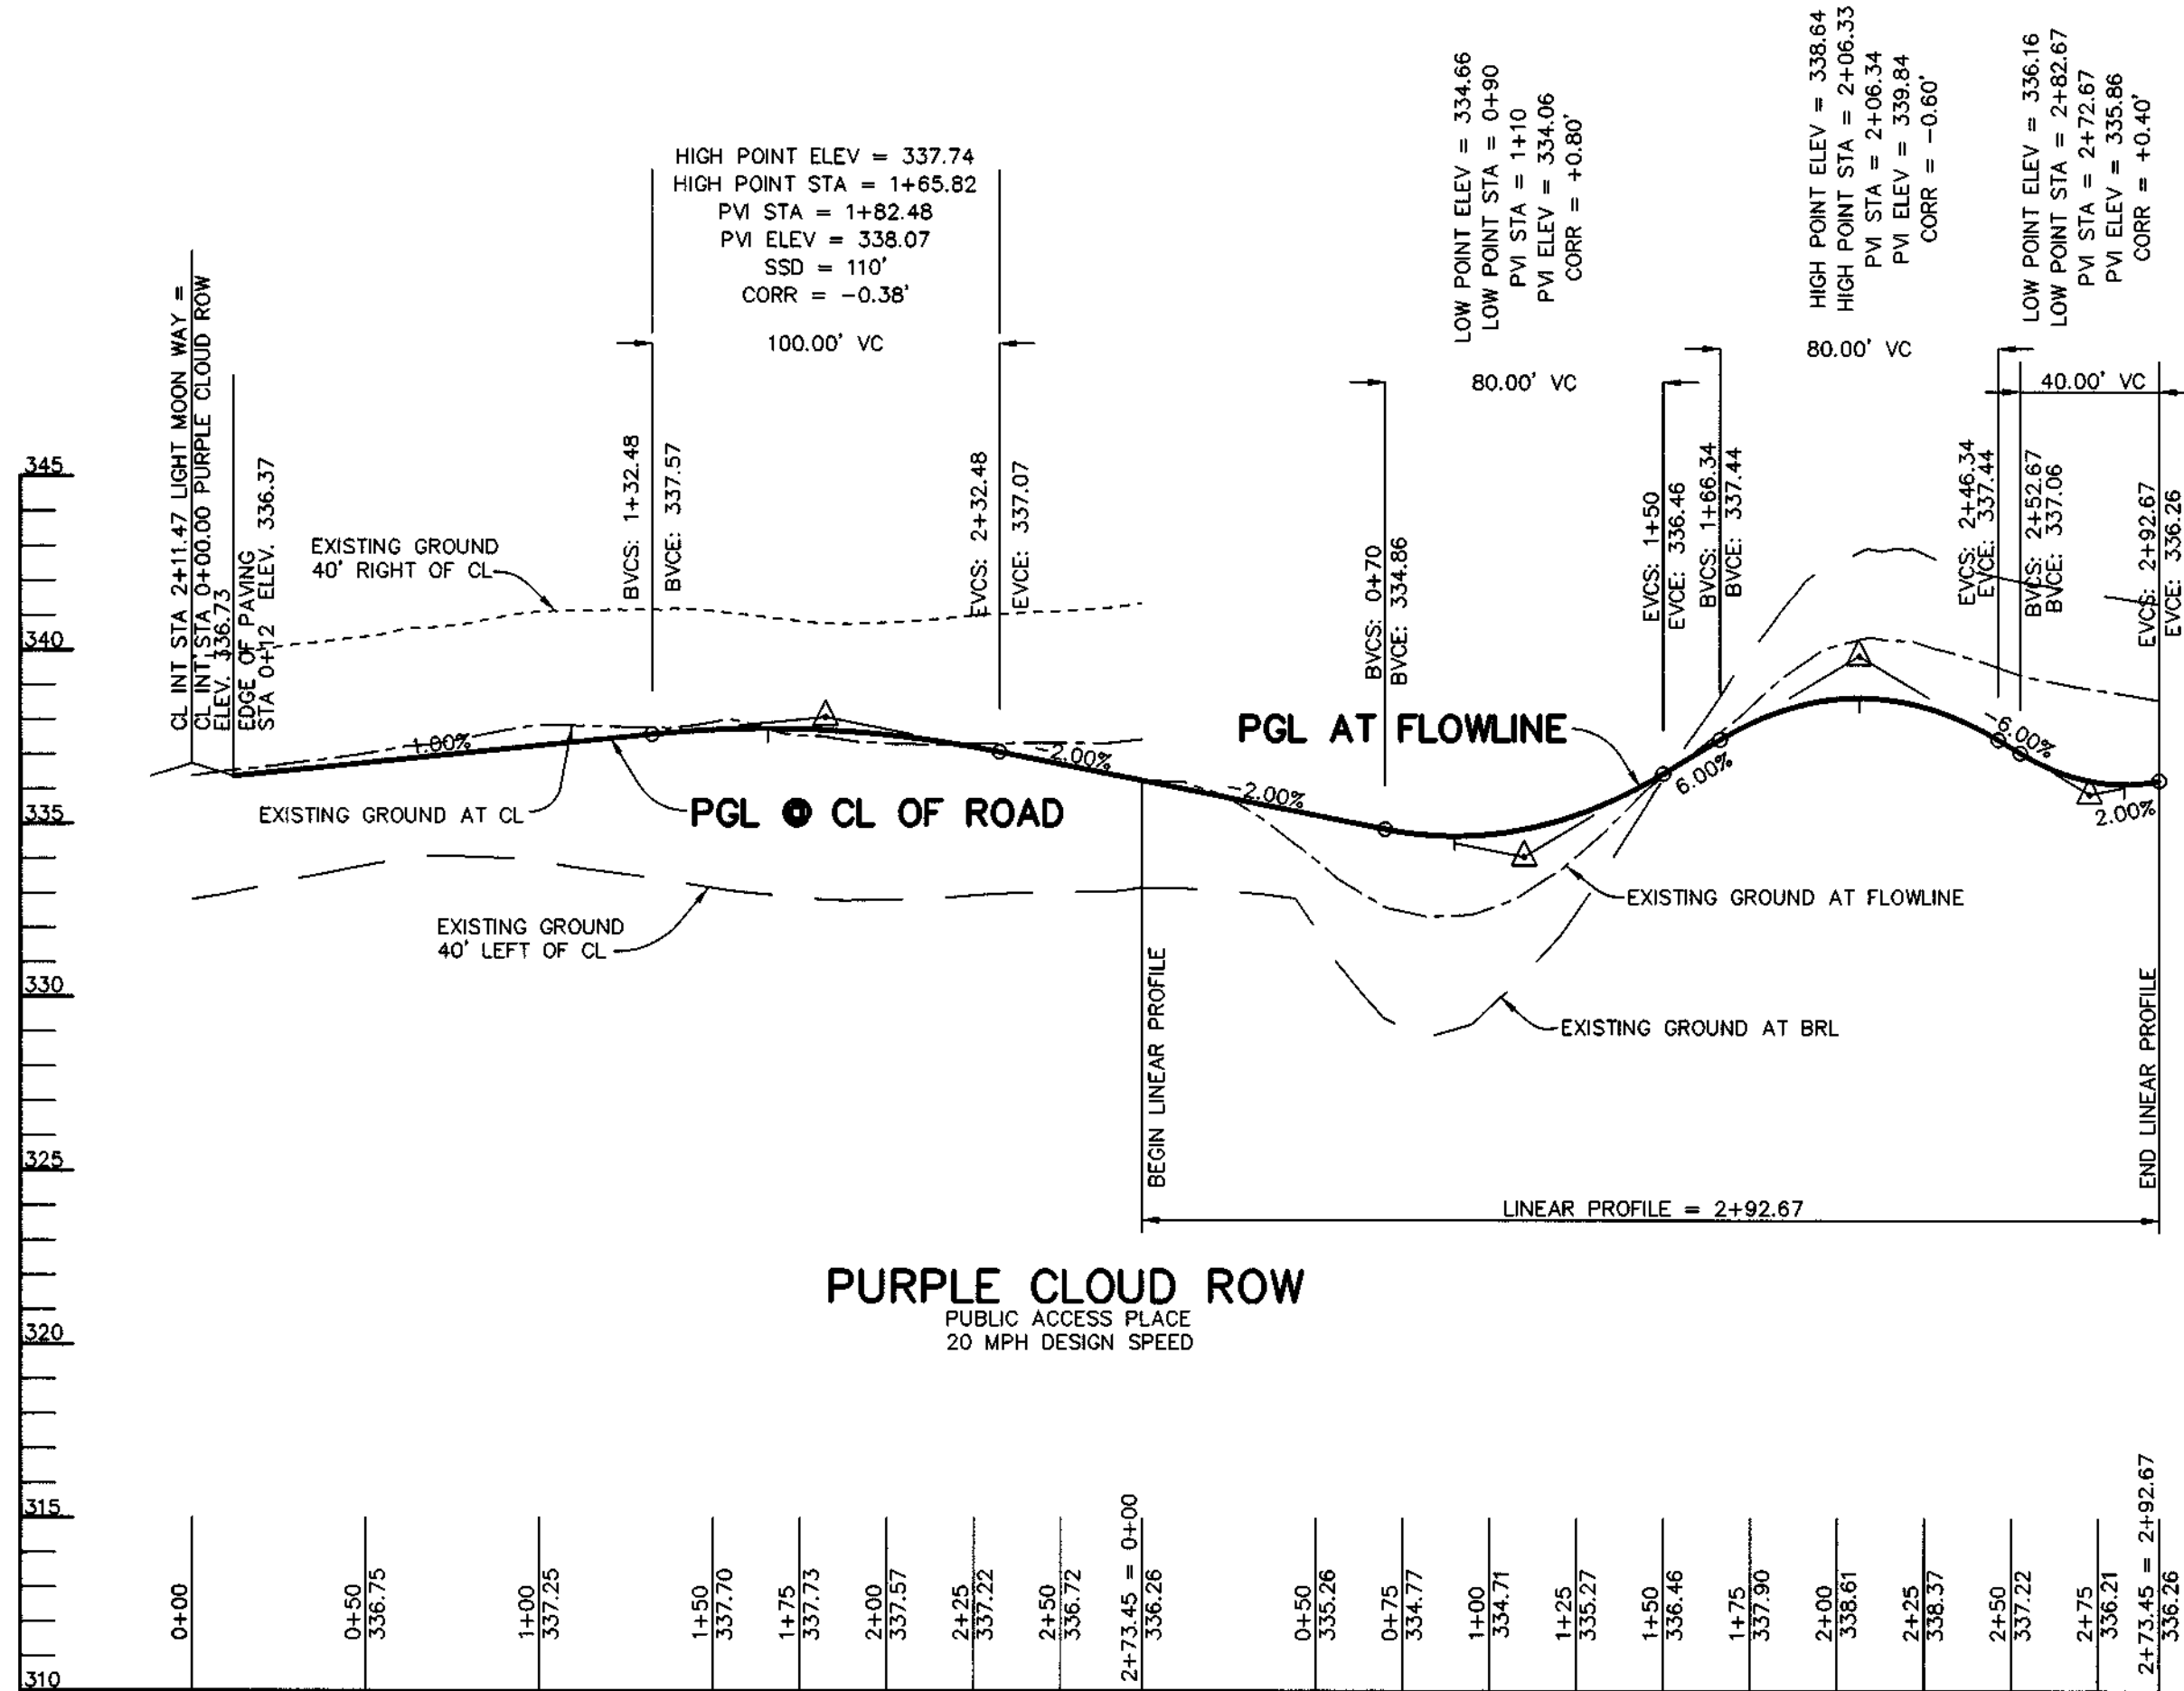 HIGH POINT ELEV = 337.74
HIGH POINT STA = 1+65.82
PVI STA = 1+82.48
PVI ELEV = 338.07
SSD = 110'
CORR = -0.38'
100.00' VC
LOW POINT ELEV = 334.66
LOW POINT STA = 0+90
PVI STA = 1+10
PVI ELEV = 334.06
CORR = +0.80'
80.00' VC
HIGH POINT ELEV = 338.64
HIGH POINT STA = 2+06.33
PVI STA = 2+06.34
PVI ELEV = 339.84
CORR = -0.60'
80.00' VC
LOW POINT ELEV = 336.16
LOW POINT STA = 2+82.67
PVI STA = 2+72.67
PVI ELEV = 335.86
CORR = +0.40'
40.00' VC
CL INT STA 2+11.47 LIGHT MOON WAY =
CL INT STA 0+00.00 PURPLE CLOUD ROW
ELEV. 336.73
EDGE OF PAVING
STA 0+12 ELEV. 336.37
BVCS: 1+32.48
BVCE: 337.57
EVCS: 2+32.48
EVCE: 337.07
BVCS: 0+70
BVCE: 334.86
EVCS: 1+50
EVCE: 336.46
BVCS: 1+66.34
BVCE: 337.44
EVCS: 2+46.34
EVCE: 337.44
BVCS: 2+52.67
BVCE: 337.06
EVCS: 2+92.67
EVCE: 336.26
345
340
335
330
325
320
315
310
EXISTING GROUND
40' RIGHT OF CL
1.00%
-2.00%
-2.00%
6.00%
-6.00%
2.00%
EXISTING GROUND AT CL
PGL @ CL OF ROAD
PGL AT FLOWLINE
EXISTING GROUND
40' LEFT OF CL
EXISTING GROUND AT FLOWLINE
EXISTING GROUND AT BRL
BEGIN LINEAR PROFILE
END LINEAR PROFILE
LINEAR PROFILE = 2+92.67
PURPLE CLOUD ROW
PUBLIC ACCESS PLACE
20 MPH DESIGN SPEED
0+00
0+50
336.75
1+00
337.25
1+50
337.70
1+75
337.73
2+00
337.57
2+25
337.22
2+50
336.72
2+73.45 = 0+00
336.26
0+50
335.26
0+75
334.77
1+00
334.71
1+25
335.27
1+50
336.46
1+75
337.90
2+00
338.61
2+25
338.37
2+50
337.22
2+75
336.21
2+73.45 = 2+92.67
336.26